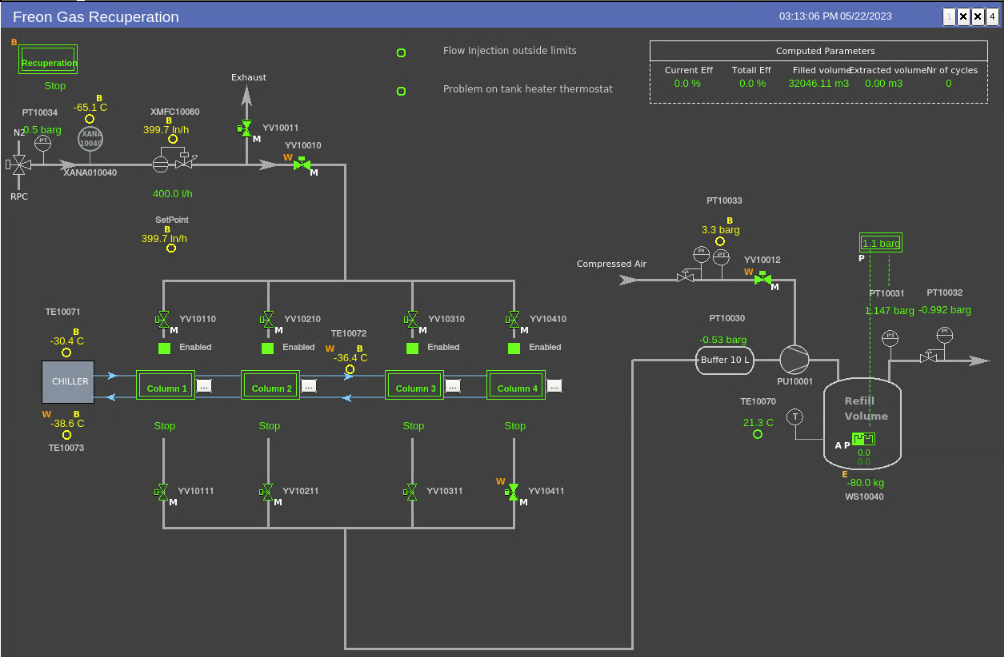 Freon Gas Recuperation
03:13:06 PM 05/22/2023
1 4
B
Recuperation
Stop
Flow Injection outside limits
Problem on tank heater thermostat
Computed Parameters
Current Eff Totall Eff Filled volume Extracted volume Nr of cycles
0.0 % 0.0 % 32046.11 m3 0.00 m3 0
Exhaust
PT10034
B
-65.1 C
XMFC10080
B
399.7 ln/h
N2
0.5 barg
PT
XANA
10040
YV10011
M
YV10010
W
M
XANA010040
RPC
400.0 l/h
SetPoint
B
399.7 ln/h
PT10033
B
3.3 barg
PI
PT
1.1 barg
P
Compressed Air
YV10012
W
M
PT10031
PT10032
1.147 barg
-0.992 barg
PT
PI
TE10071
B
-30.4 C
YV10110
M
YV10210
M
YV10310
M
YV10410
M
Enabled
Enabled
Enabled
Enabled
TE10072
W B
-36.4 C
PT10030
-0.53 barg
Buffer 10 L
PU10001
CHILLER
Column 1
...
Column 2
...
Column 3
...
Column 4
...
W B
-38.6 C
TE10073
Stop
Stop
Stop
Stop
TE10070
21.3 C
T
Refill
Volume
A P
0.0
0.0
E
-80.0 kg
WS10040
YV10111
M
YV10211
M
YV10311
M
W
YV10411
M